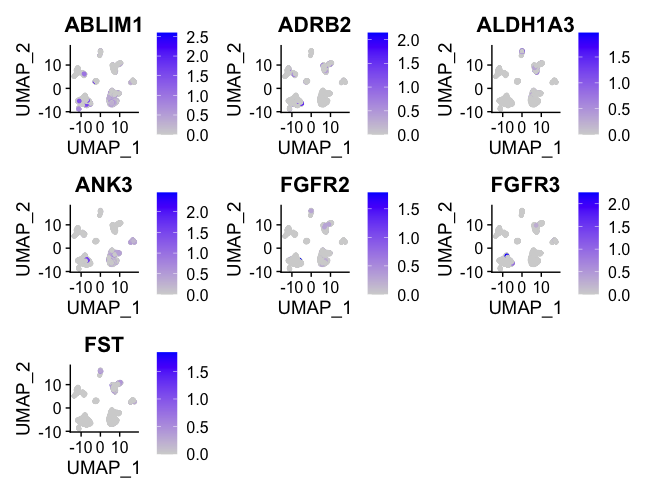 ABLIM1 ADRB2 ALDH1A3
UMAP_2 10 0 -10 2.5 2.0 1.5 1.0 0.5 0.0 UMAP_2 10 0 -10 2.0 1.5 1.0 0.5 0.0 UMAP_2 10 0 -10 1.5 1.0 0.5 0.0
-10 0 10 -10 0 10 -10 0 10
UMAP_1 UMAP_1 UMAP_1
ANK3 FGFR2 FGFR3
UMAP_2 10 0 -10 2.0 1.5 1.0 0.5 0.0 UMAP_2 10 0 -10 1.5 1.0 0.5 0.0 UMAP_2 10 0 -10 2.0 1.5 1.0 0.5 0.0
-10 0 10 -10 0 10 -10 0 10
UMAP_1 UMAP_1 UMAP_1
FST
UMAP_2 10 0 -10 1.5 1.0 0.5 0.0
-10 0 10
UMAP_1